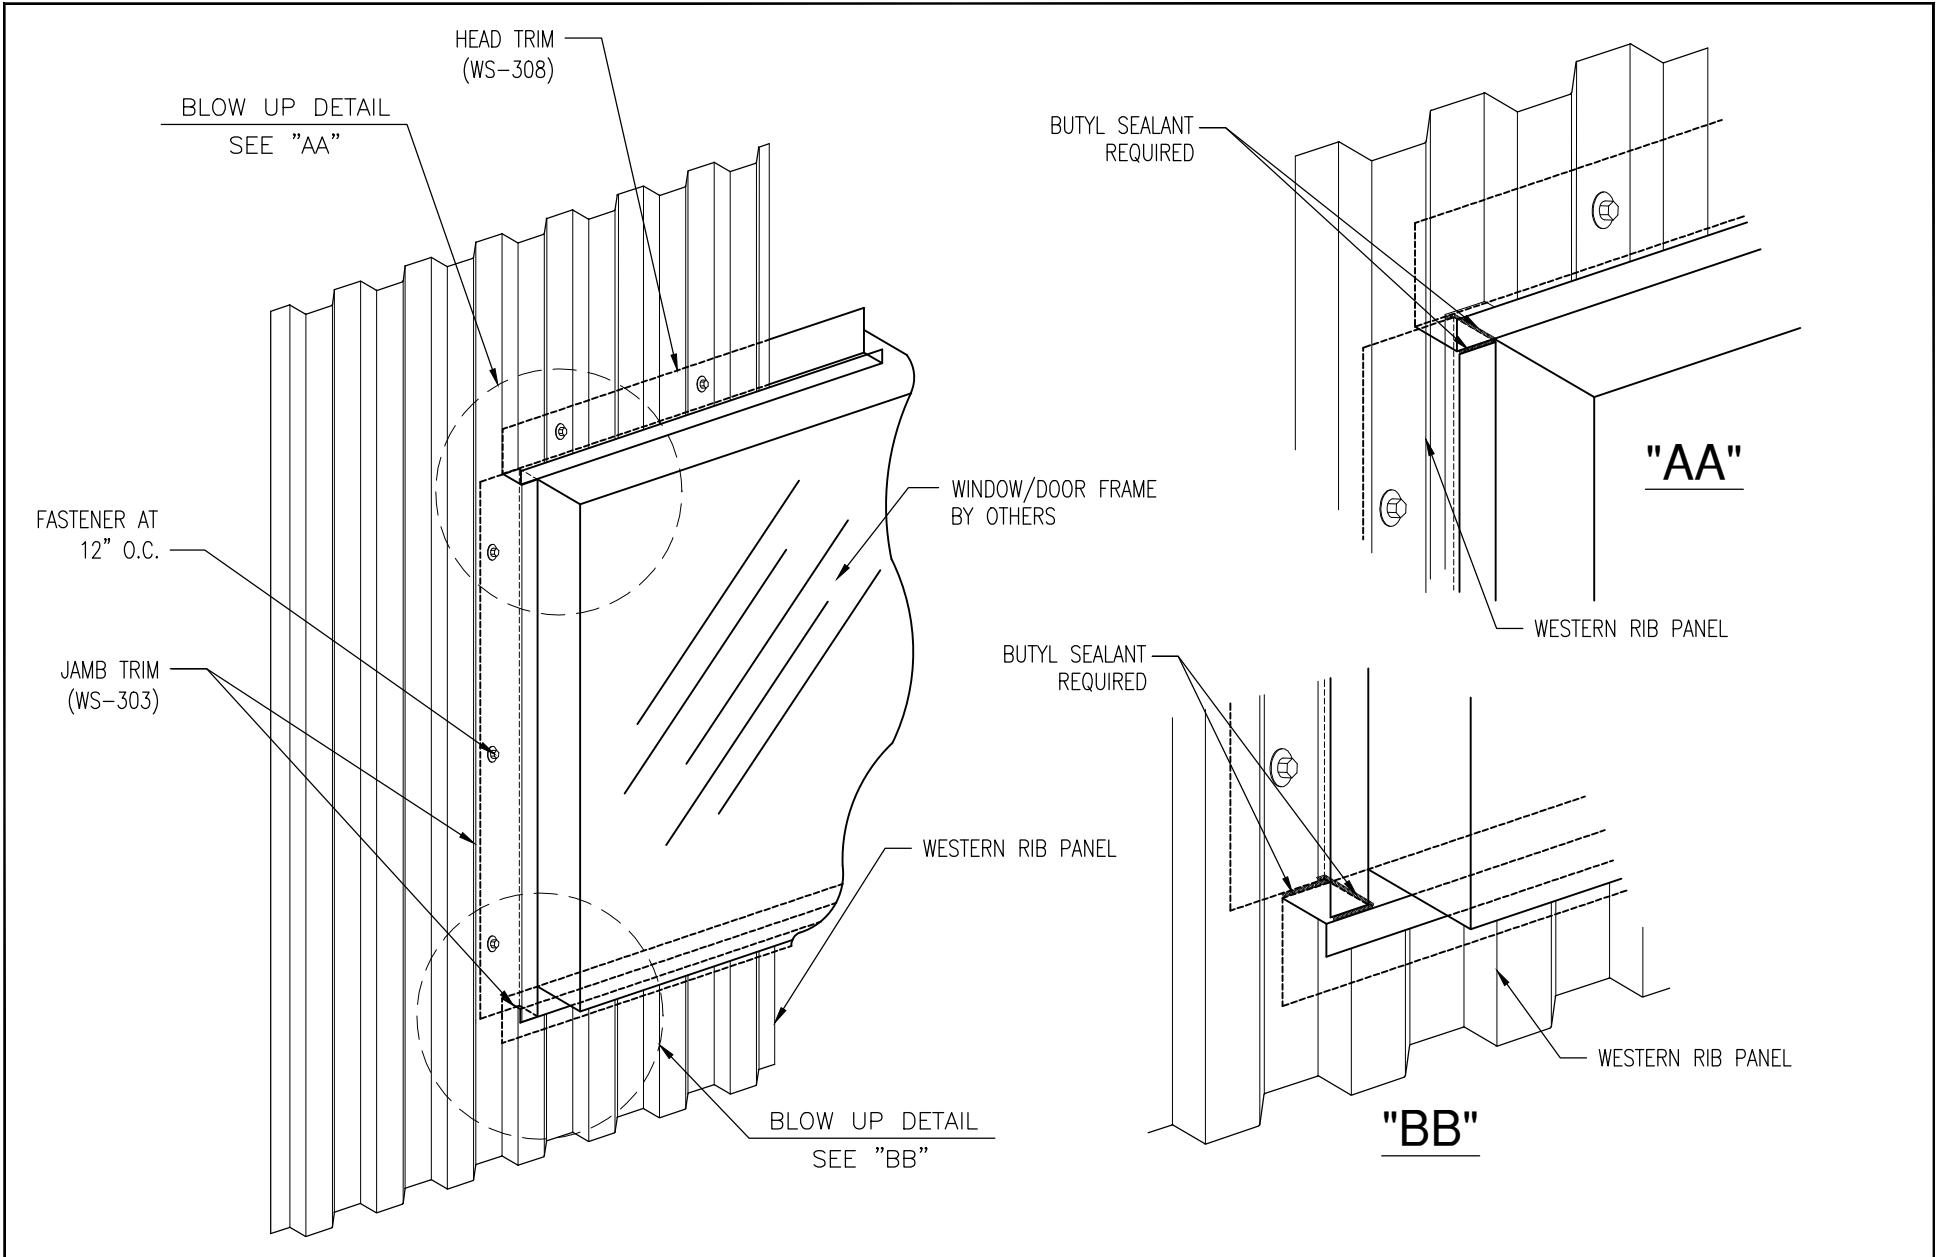 HEAD TRIM
(WS-308)
BLOW UP DETAIL
SEE "AA"
FASTENER AT
12" O.C.
JAMB TRIM
(WS-303)
WINDOW/DOOR FRAME
BY OTHERS
WESTERN RIB PANEL
BLOW UP DETAIL
SEE "BB"
BUTYL SEALANT
REQUIRED
"AA"
WESTERN RIB PANEL
BUTYL SEALANT
REQUIRED
WESTERN RIB PANEL
"BB"